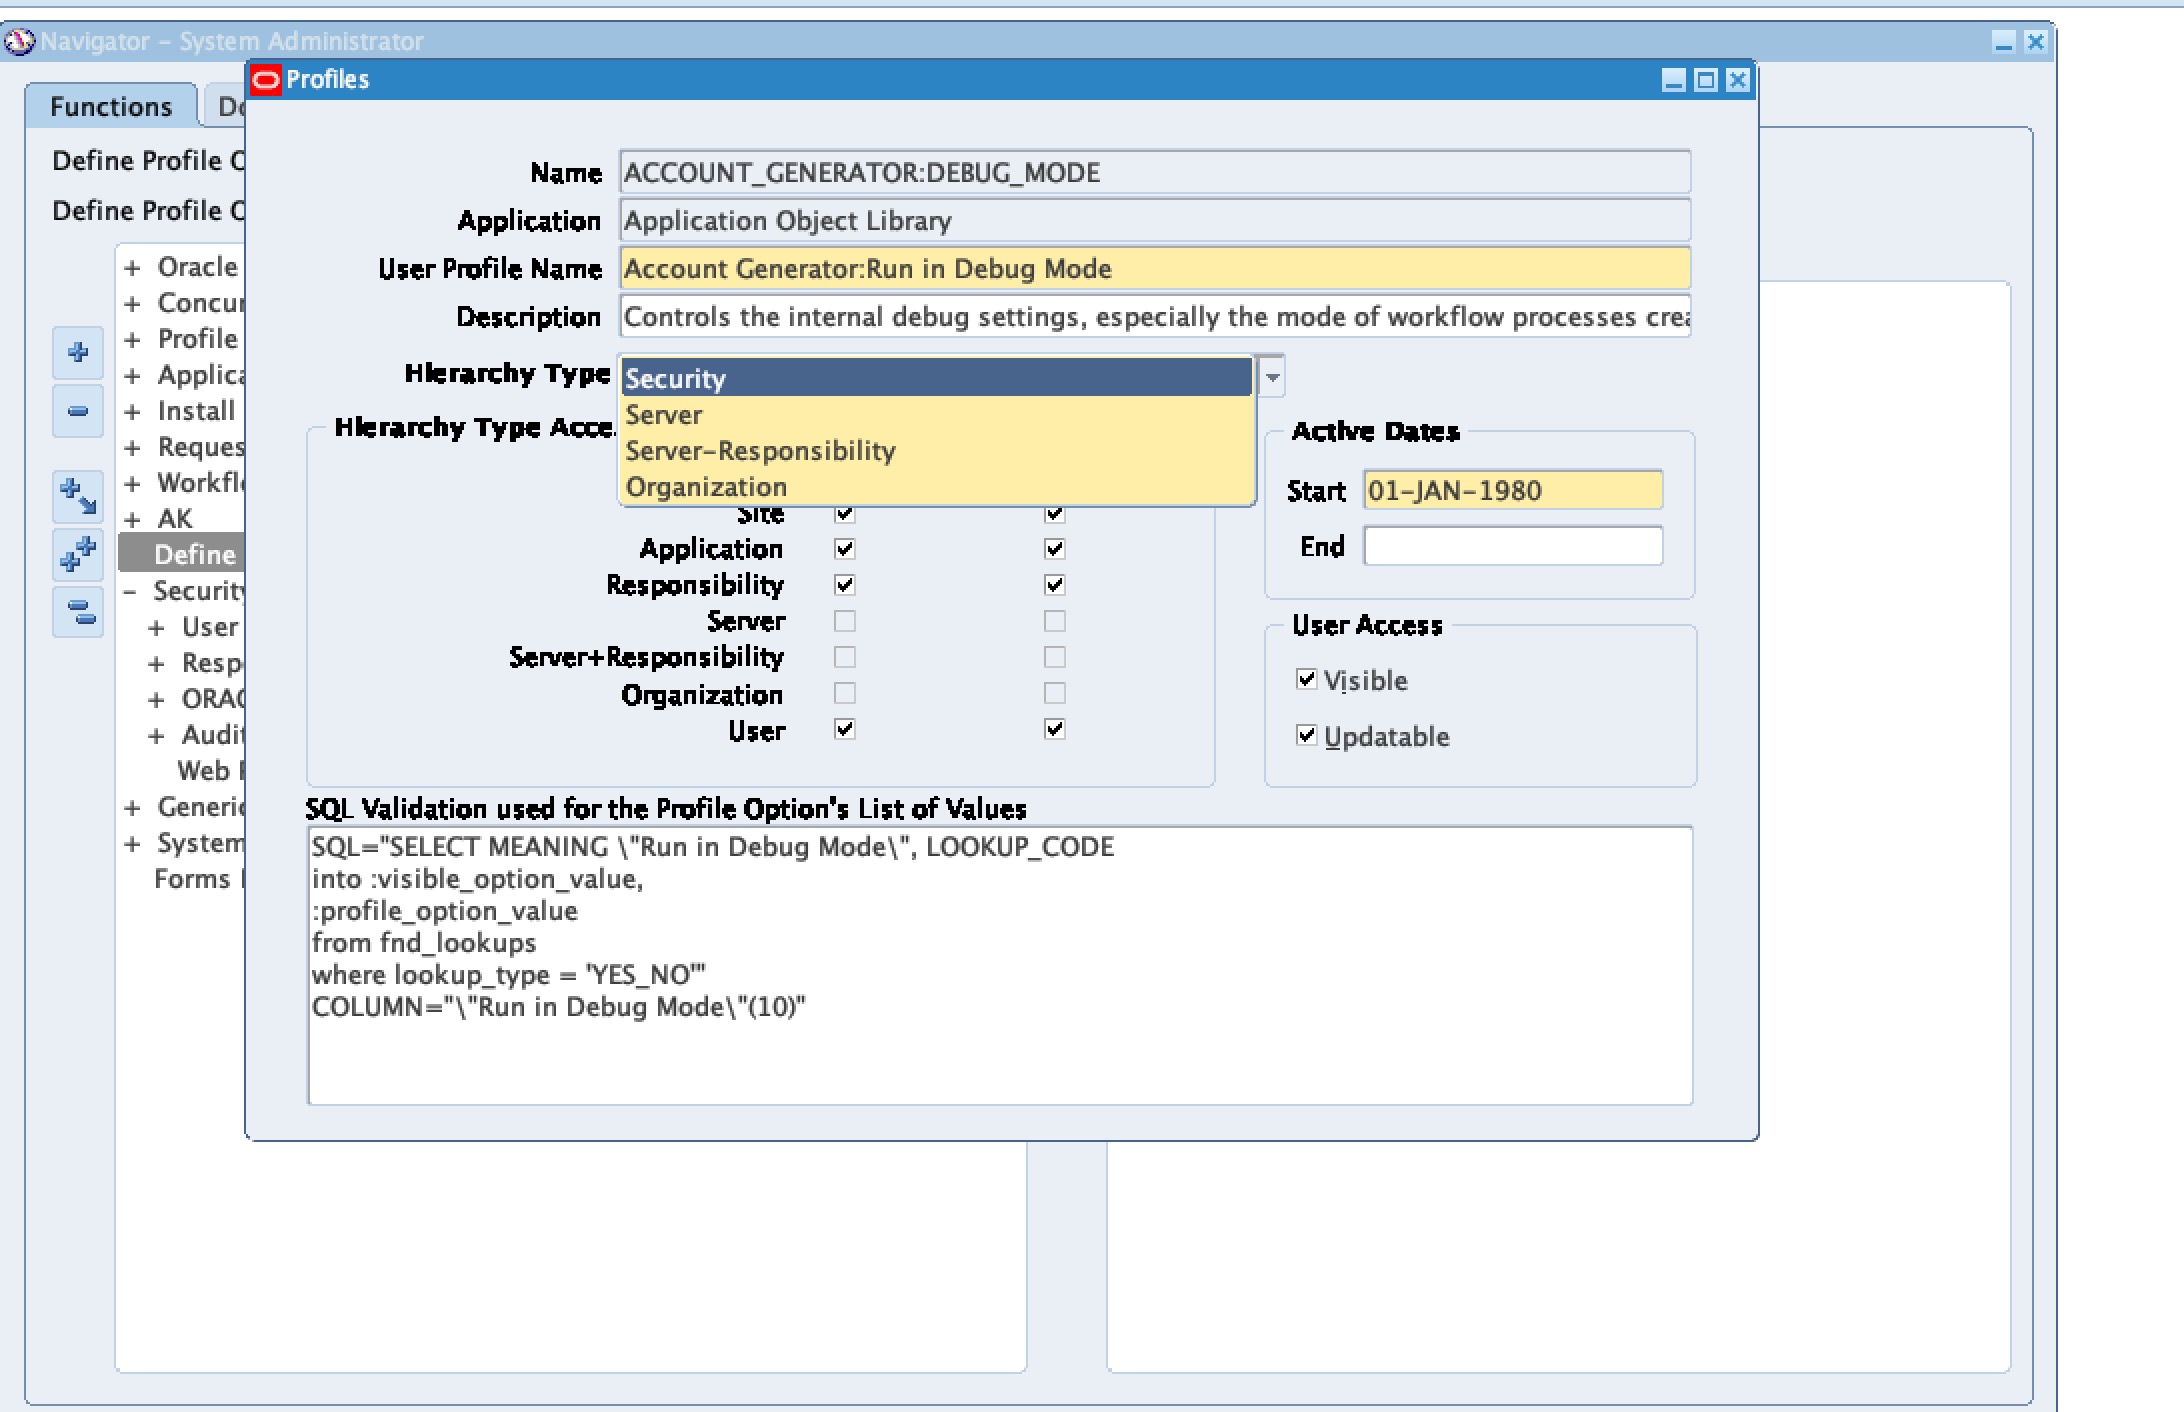 Navigator – System Administrator
Profiles
Functions
Define Profile
Define Profile
Name ACCOUNT_GENERATOR:DEBUG_MODE
Application Application Object Library
User Profile Name Account Generator:Run in Debug Mode
Description Controls the internal debug settings, especially the mode of workflow processes crea
Hierarchy Type Security
Server
Server–Responsibility
Organization
Hierarchy Type Acce
Site
Application
Responsibility
Server
Server+Responsibility
Organization
User
Active Dates
Start 01–JAN–1980
End
User Access
Visible
Updatable
SQL Validation used for the Profile Option's List of Values
SQL="SELECT MEANING \"Run in Debug Mode\", LOOKUP_CODE
into :visible_option_value,
:profile_option_value
from fnd_lookups
where lookup_type = 'YES_NO'"
COLUMN="\"Run in Debug Mode\"(10)"
+ Oracle
+ Concur
+ Profile
+ Applica
+ Install
+ Reques
+ Workfl
+ AK
Define
– Security
+ User
+ Resp
+ ORAC
+ Audit
Web
+ Generic
+ System
Forms